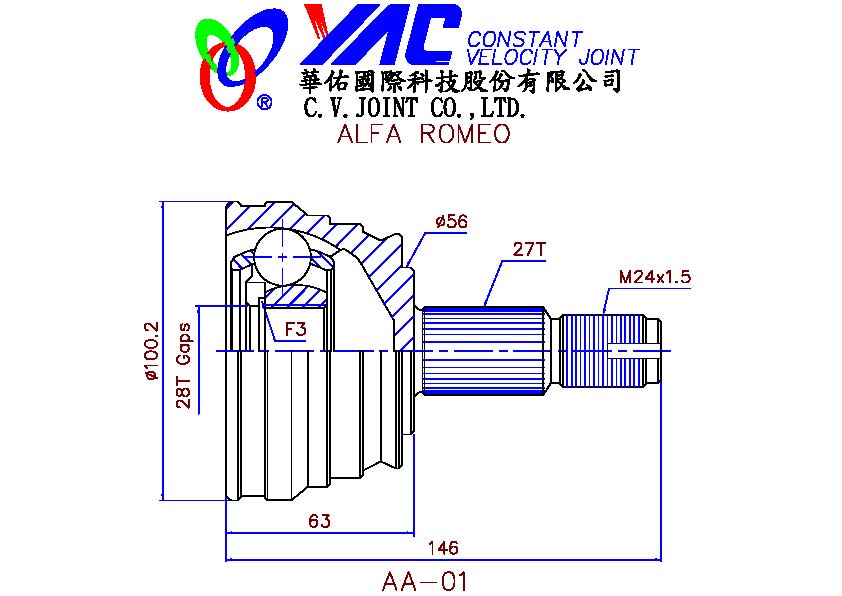 YAC CONSTANT
VELOCITY JOINT
®
華佑國際科技股份有限公司
C.V.JOINT CO.,LTD.
ALFA ROMEO
ø56
27T
M24x1.5
F3
ø100.2
28T Gaps
63
146
AA-01